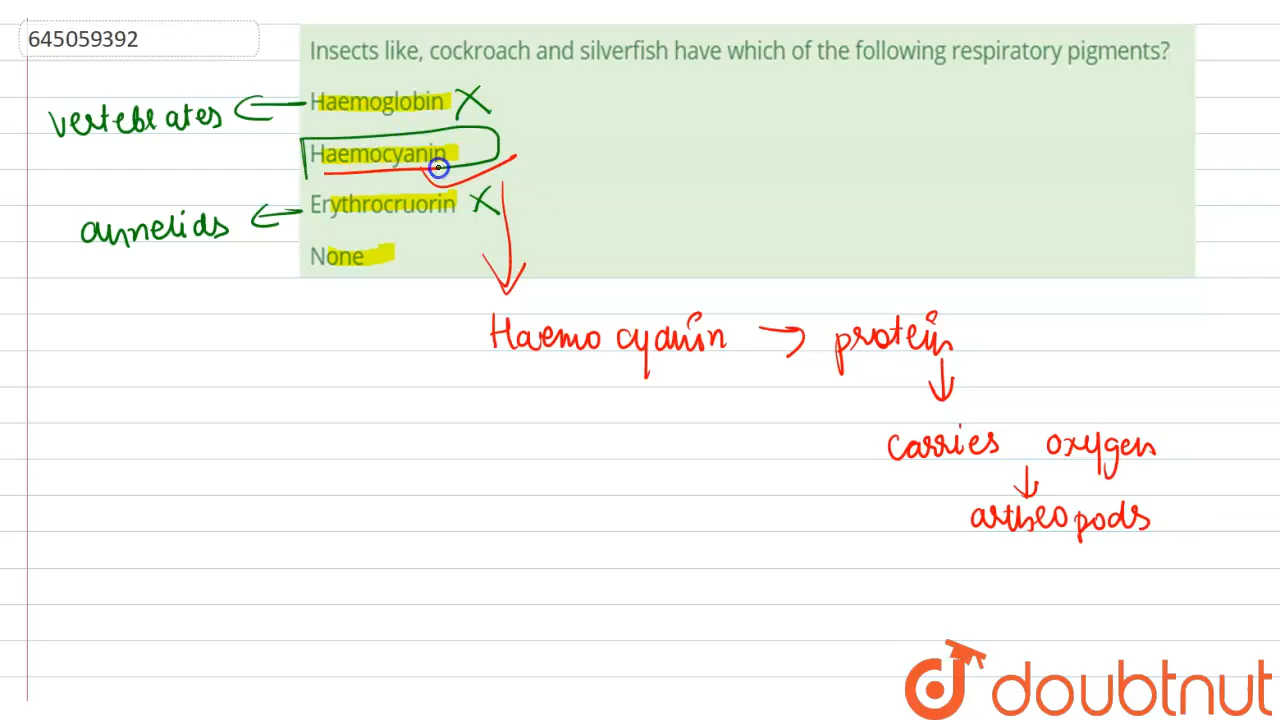 645059392
Insects like, cockroach and silverfish have which of the following respiratory pigments?
vertebrates
Haemoglobin X
Haemocyanin
Erythrocruorin X
annelids
None
Haemocyanin → protein
carries oxygen
arthropods
doubtnut